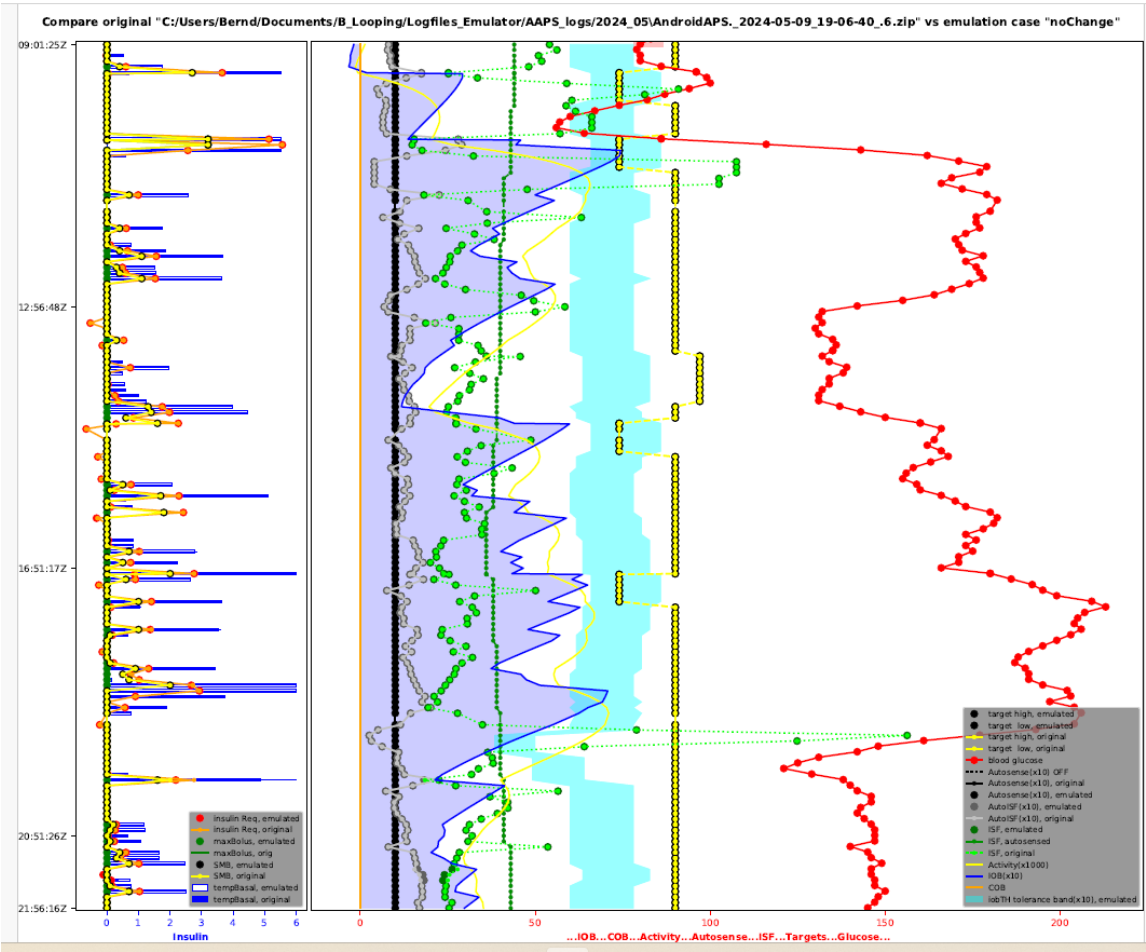 Compare original "C:/Users/Bernd/Documents/B_Looping/Logfiles_Emulator/AAPS_logs/2024_05\AndroidAPS._2024-05-09_19-06-40_.6.zip" vs emulation case "noChange"
09:01:25Z
12:56:48Z
16:51:17Z
20:51:26Z
21:56:16Z
insulin Req, emulated
insulin Req, original
maxBolus, emulated
maxBolus, orig
SMB, emulated
SMB, original
tempBasal, emulated
tempBasal, original
target high, emulated
target low, emulated
target high, original
target low, original
blood glucose
Autosense(x10) OFF
Autosense(x10), original
Autosense(x10), emulated
AutoISF(x10), emulated
AutoISF(x10), original
ISF, emulated
ISF, autosensed
ISF, original
Activity(x1000)
IOB(x10)
COB
iobTH tolerance band(x10), emulated
0 1 2 3 4 5 6
Insulin
0 50 100 150 200
...IOB...COB...Activity...Autosense...ISF...Targets...Glucose...